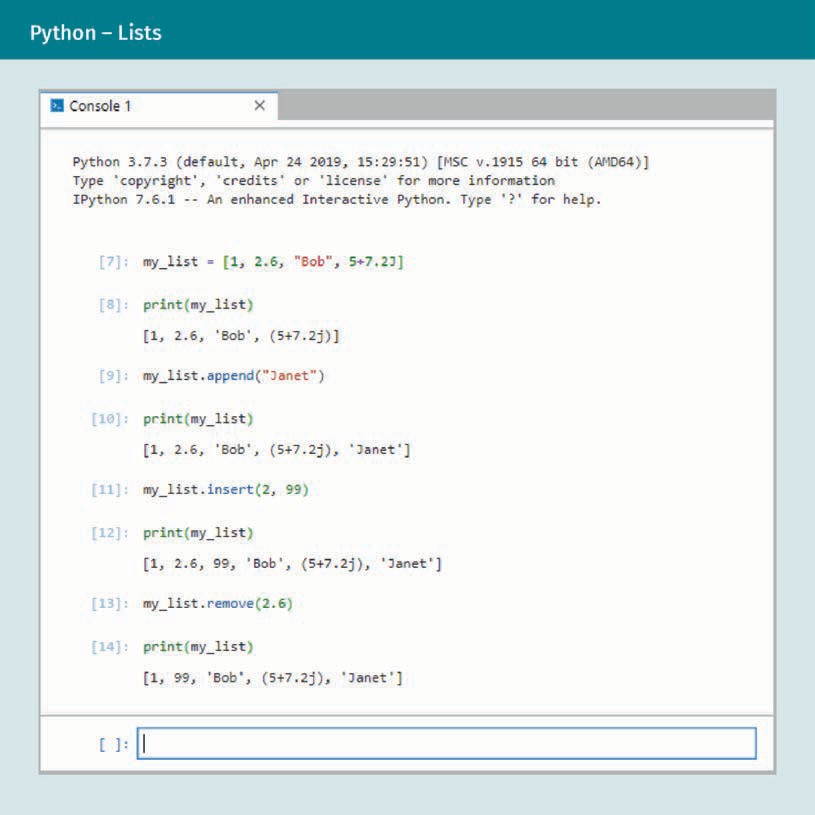 Python – Lists
Console 1
Python 3.7.3 (default, Apr 24 2019, 15:29:51) [MSC v.1915 64 bit (AMD64)]
Type 'copyright', 'credits' or 'license' for more information
IPython 7.6.1 -- An enhanced Interactive Python. Type '?' for help.
[7]: my_list = [1, 2.6, "Bob", 5+7.2J]
[8]: print(my_list)
[1, 2.6, 'Bob', (5+7.2j)]
[9]: my_list.append("Janet")
[10]: print(my_list)
[1, 2.6, 'Bob', (5+7.2j), 'Janet']
[11]: my_list.insert(2, 99)
[12]: print(my_list)
[1, 2.6, 99, 'Bob', (5+7.2j), 'Janet']
[13]: my_list.remove(2.6)
[14]: print(my_list)
[1, 99, 'Bob', (5+7.2j), 'Janet']
[ ]: